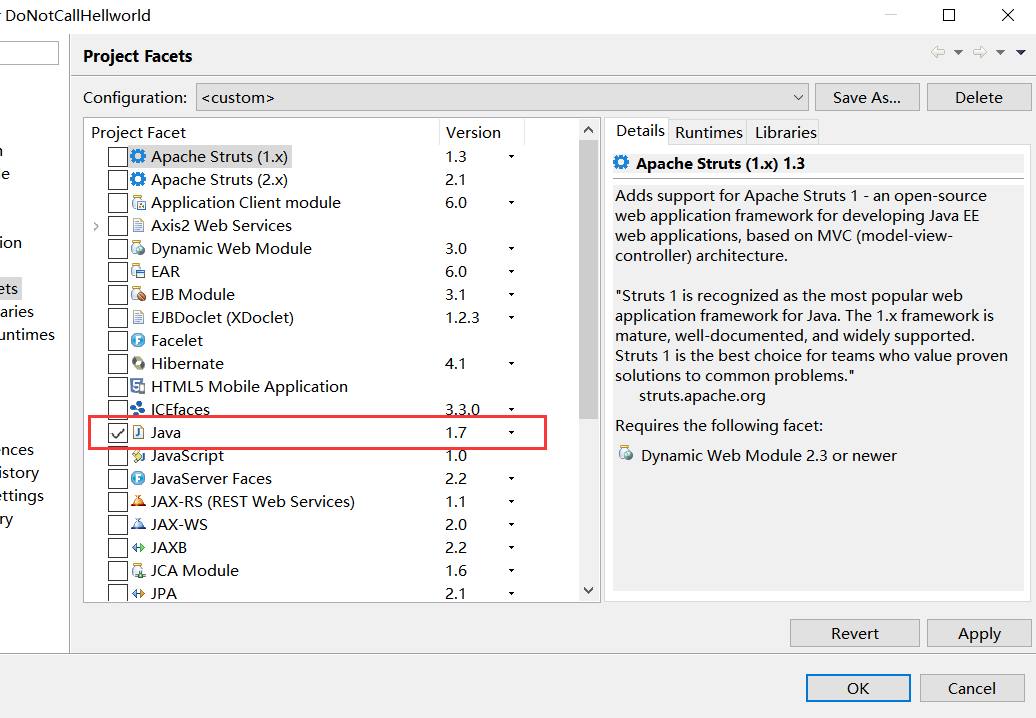 DoNotCallHellworld
Project Facets
Configuration:
<custom>
Save As...
Delete
Project Facet
Version
Apache Struts (1.x)
1.3
Apache Struts (2.x)
2.1
Application Client module
6.0
Axis2 Web Services
Dynamic Web Module
3.0
EAR
6.0
EJB Module
3.1
EJBDoclet (XDoclet)
1.2.3
Facelet
Hibernate
4.1
HTML5 Mobile Application
ICEfaces
3.3.0
Java
1.7
JavaScript
1.0
JavaServer Faces
2.2
JAX-RS (REST Web Services)
1.1
JAX-WS
2.0
JAXB
2.2
JCA Module
1.6
JPA
2.1
Details
Runtimes
Libraries
Apache Struts (1.x) 1.3
Adds support for Apache Struts 1 - an open-source
web application framework for developing Java EE
web applications, based on MVC (model-view-
controller) architecture.
"Struts 1 is recognized as the most popular web
application framework for Java. The 1.x framework is
mature, well-documented, and widely supported.
Struts 1 is the best choice for teams who value proven
solutions to common problems."
struts.apache.org
Requires the following facet:
Dynamic Web Module 2.3 or newer
Revert
Apply
OK
Cancel